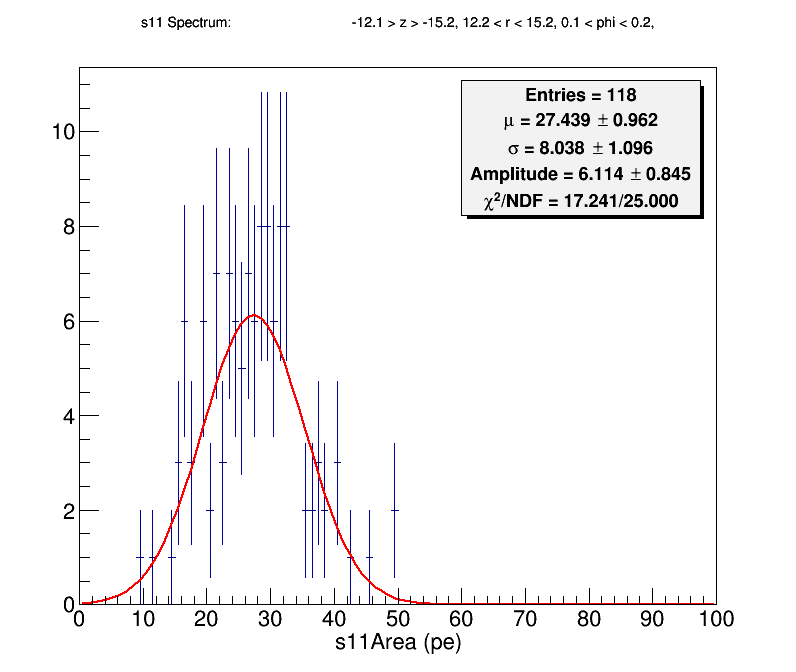 s11 Spectrum: -12.1 > z > -15.2, 12.2 < r < 15.2, 0.1 < phi < 0.2,
Entries = 118
μ = 27.439 ± 0.962
σ = 8.038 ± 1.096
Amplitude = 6.114 ± 0.845
χ²/NDF = 17.241/25.000
10
8
6
4
2
0
0 10 20 30 40 50 60 70 80 90 100
s11Area (pe)